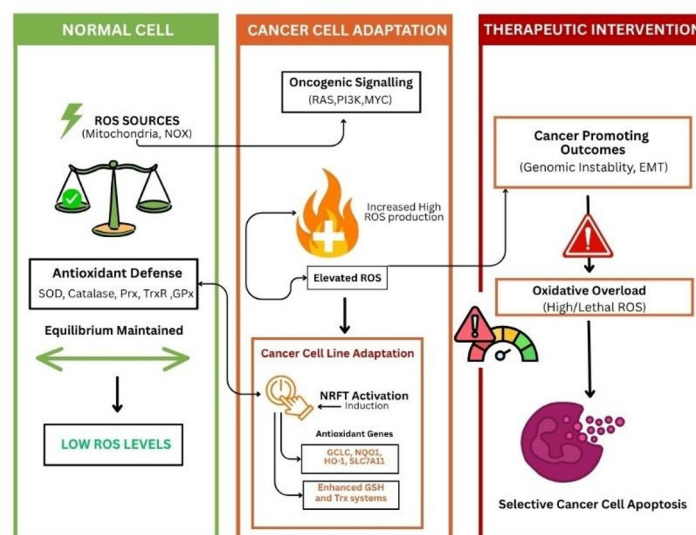 NORMAL CELL
ROS SOURCES
(Mitochondria, NOX)
Antioxidant Defense
SOD, Catalase, Prx, TrxR ,GPx
Equilibrium Maintained
LOW ROS LEVELS
CANCER CELL ADAPTATION
Oncogenic Signalling
(RAS,PI3K,MYC)
Increased High
ROS production
Elevated ROS
Cancer Cell Line Adaptation
NRFT Activation
Induction
Antioxidant Genes
GCLC, NQO1,
HO-1, SLC7A11
Enhanced GSH
and Trx systems
THERAPEUTIC INTERVENTION
Cancer Promoting
Outcomes
(Genomic Instablity, EMT)
Oxidative Overload
(High/Lethal ROS)
Selective Cancer Cell Apoptosis